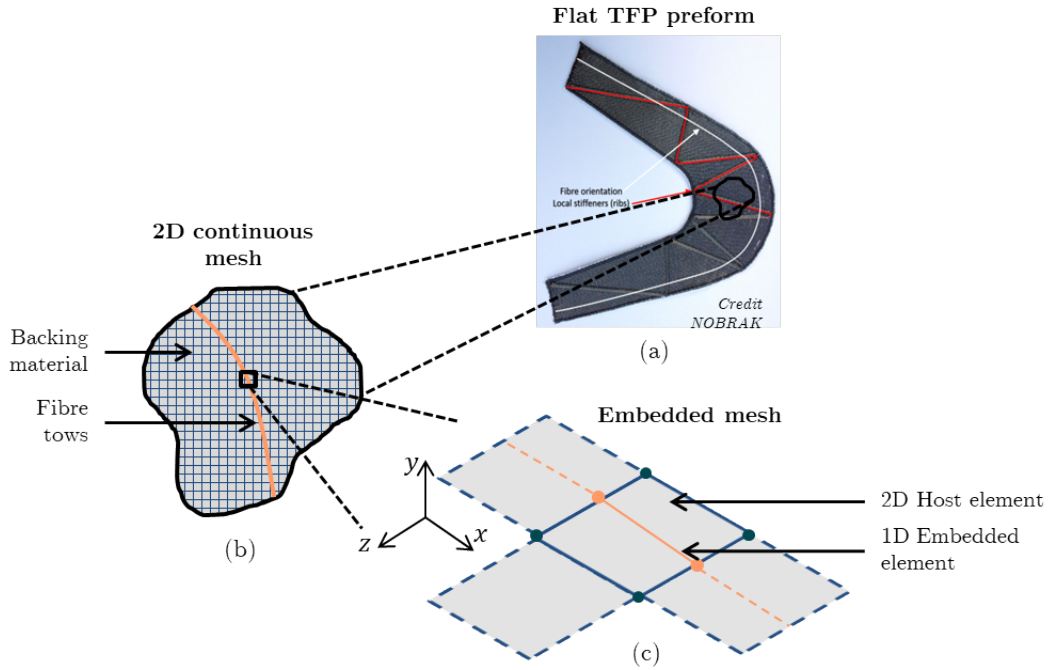 Flat TFP preform
Fibre orientation
Local stiffeners (ribs)
Credit
NOBRAK
(a)
2D continuous
mesh
Backing
material
Fibre
tows
(b)
Embedded mesh
y
z
x
2D Host element
1D Embedded
element
(c)